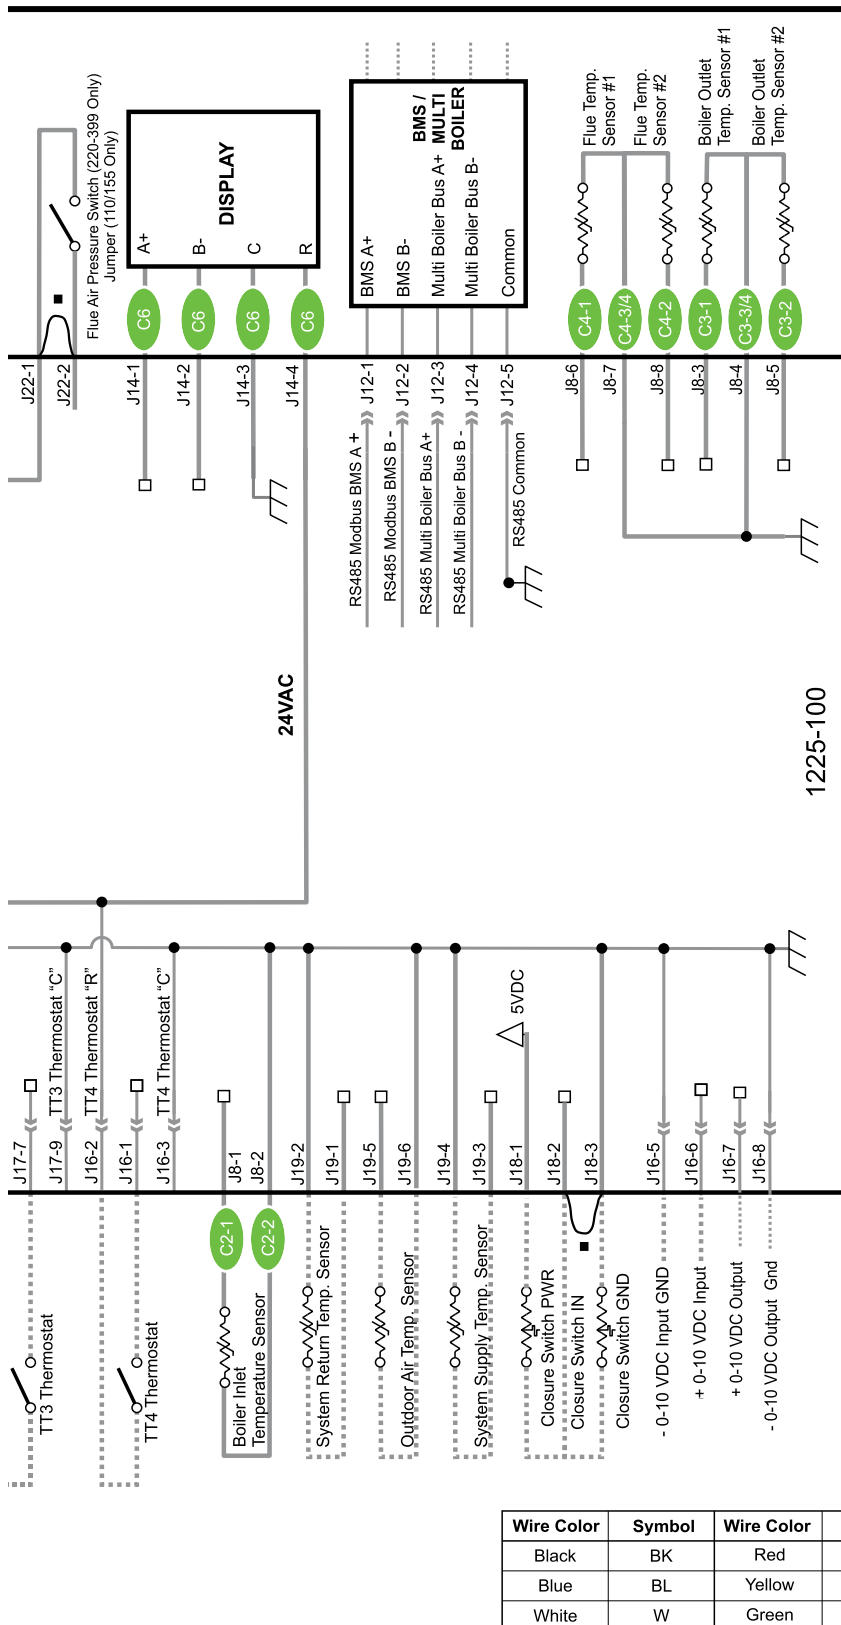 J22-1
J22-2
Flue Air Pressure Switch (220-399 Only)
Jumper (110/155 Only)
DISPLAY
A+
B-
C
R
C6
C6
C6
C6
J14-1
J14-2
J14-3
J14-4
24VAC
BMS /
MULTI
BOILER
BMS A+
BMS B-
Multi Boiler Bus A+
Multi Boiler Bus B-
Common
J12-1
J12-2
J12-3
J12-4
J12-5
RS485 Modbus BMS A +
RS485 Modbus BMS B -
RS485 Multi Boiler Bus A+
RS485 Multi Boiler Bus B -
RS485 Common
Flue Temp.
Sensor #1
Flue Temp.
Sensor #2
Boiler Outlet
Temp. Sensor #1
Boiler Outlet
Temp. Sensor #2
C4-1
C4-3/4
C4-2
C3-1
C3-3/4
C3-2
J8-6
J8-7
J8-8
J8-3
J8-4
J8-5
1225-100
TT3 Thermostat “C”
TT4 Thermostat “R”
TT4 Thermostat “C”
5VDC
J17-7
J17-9
J16-2
J16-1
J16-3
J8-1
J8-2
J19-2
J19-1
J19-5
J19-6
J19-4
J19-3
J18-1
J18-2
J18-3
J16-5
J16-6
J16-7
J16-8
C2-1
C2-2
TT3 Thermostat
TT4 Thermostat
Boiler Inlet
Temperature Sensor
System Return Temp. Sensor
Outdoor Air Temp. Sensor
System Supply Temp. Sensor
Closure Switch PWR
Closure Switch IN
Closure Switch GND
- 0-10 VDC Input GND
+ 0-10 VDC Input
+ 0-10 VDC Output
- 0-10 VDC Output Gnd
Wire Color Symbol Wire Color
Black BK Red
Blue BL Yellow
White W Green